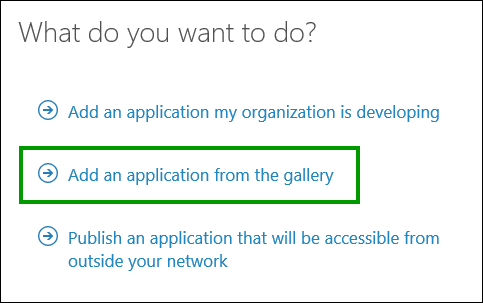 What do you want to do?
Add an application my organization is developing
Add an application from the gallery
Publish an application that will be accessible from
outside your network